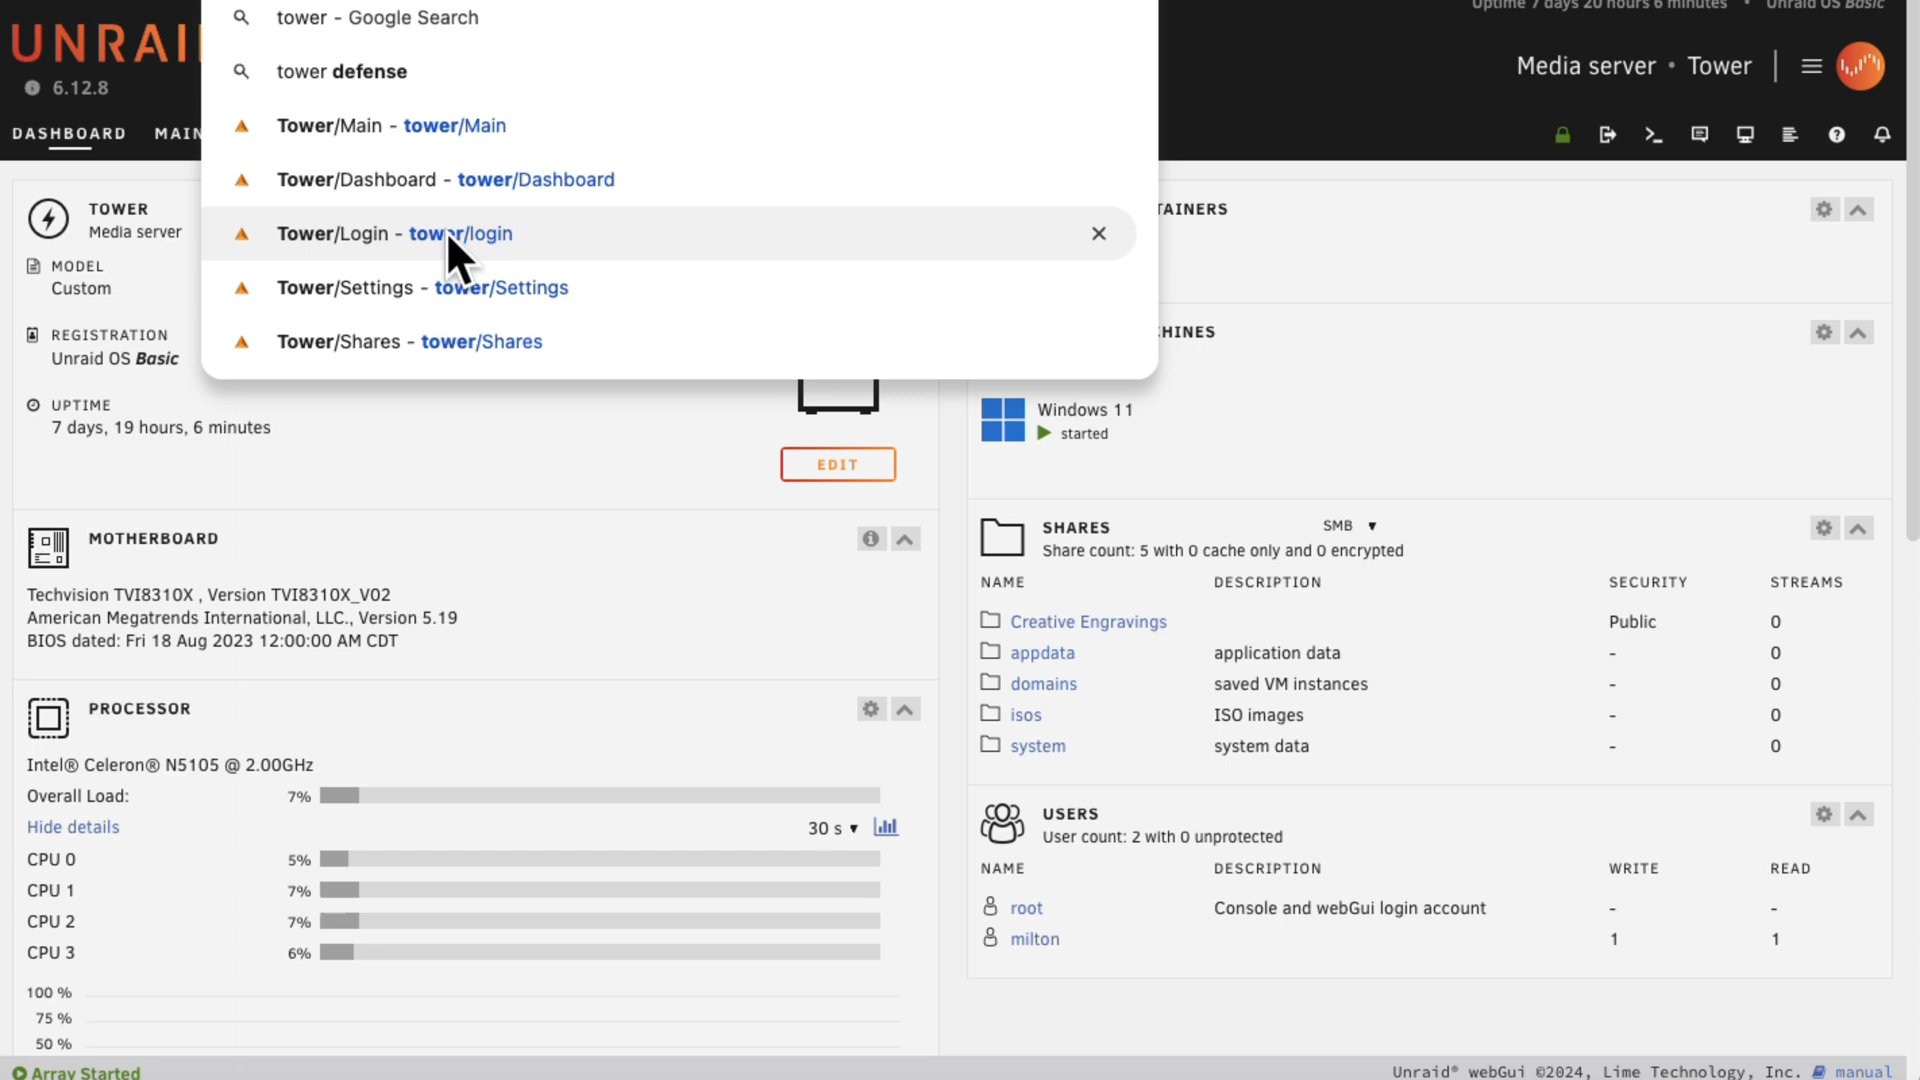 Uptime 7 days 20 hours 6 minutes • Unraid OS Basic
UNRAI
6.12.8
Media server • Tower
DASHBOARD MAIN
tower - Google Search
tower defense
Tower/Main - tower/Main
Tower/Dashboard - tower/Dashboard
Tower/Login - tower/login
Tower/Settings - tower/Settings
Tower/Shares - tower/Shares
TOWER
Media server
MODEL
Custom
REGISTRATION
Unraid OS Basic
UPTIME
7 days, 19 hours, 6 minutes
EDIT
MOTHERBOARD
Techvision TVI8310X , Version TVI8310X_V02
American Megatrends International, LLC., Version 5.19
BIOS dated: Fri 18 Aug 2023 12:00:00 AM CDT
PROCESSOR
Intel® Celeron® N5105 @ 2.00GHz
Overall Load: 7%
Hide details 30 s
CPU 0 5%
CPU 1 7%
CPU 2 7%
CPU 3 6%
100 %
75 %
50 %
TAINERS
HINES
Windows 11
started
SHARES SMB
Share count: 5 with 0 cache only and 0 encrypted
NAME DESCRIPTION SECURITY STREAMS
Creative Engravings Public 0
appdata application data - 0
domains saved VM instances - 0
isos ISO images - 0
system system data - 0
USERS
User count: 2 with 0 unprotected
NAME DESCRIPTION WRITE READ
root Console and webGui login account - -
milton 1 1
Array Started
Unraid® webGui ©2024, Lime Technology, Inc. manual